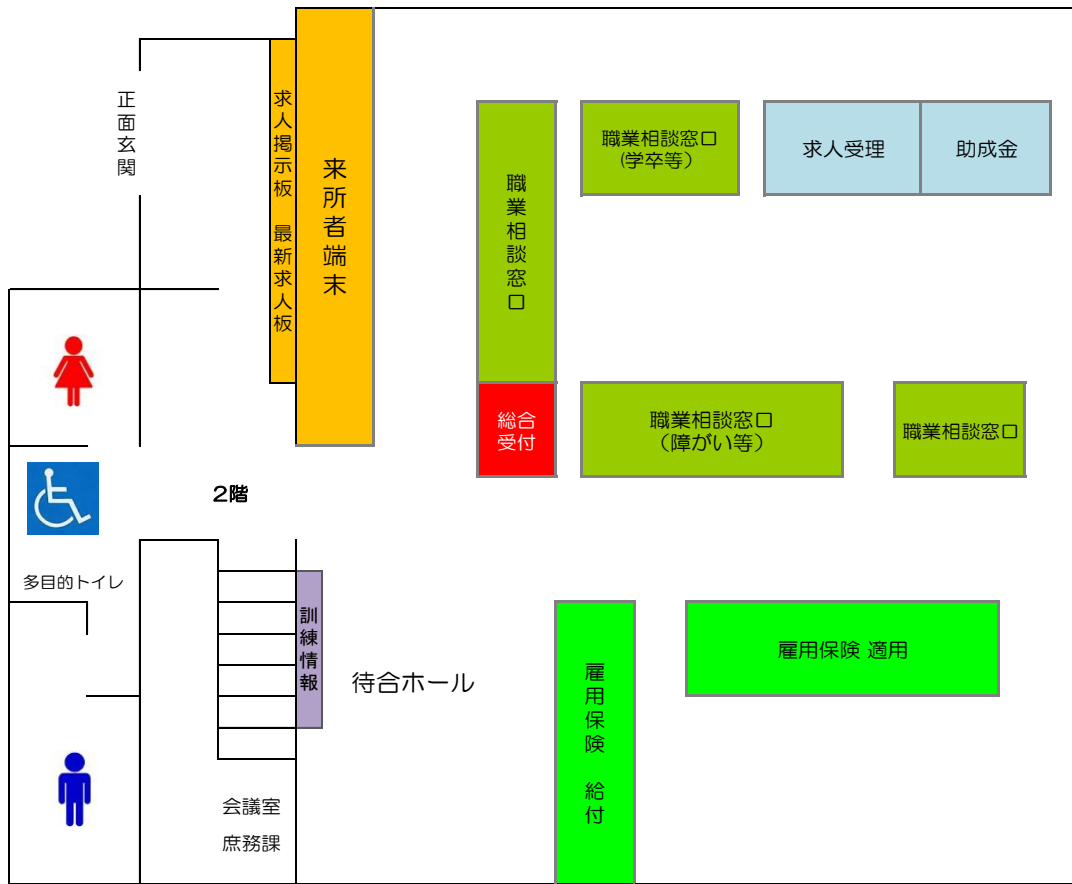 正面玄関
求人掲示板　最新求人板
来所者端末
職業相談窓口
職業相談窓口
(学卒等）
求人受理
助成金
総合
受付
職業相談窓口
（障がい等）
職業相談窓口
2階
多目的トイレ
訓練情報
待合ホール
雇用保険　給付
雇用保険 適用
会議室
庶務課